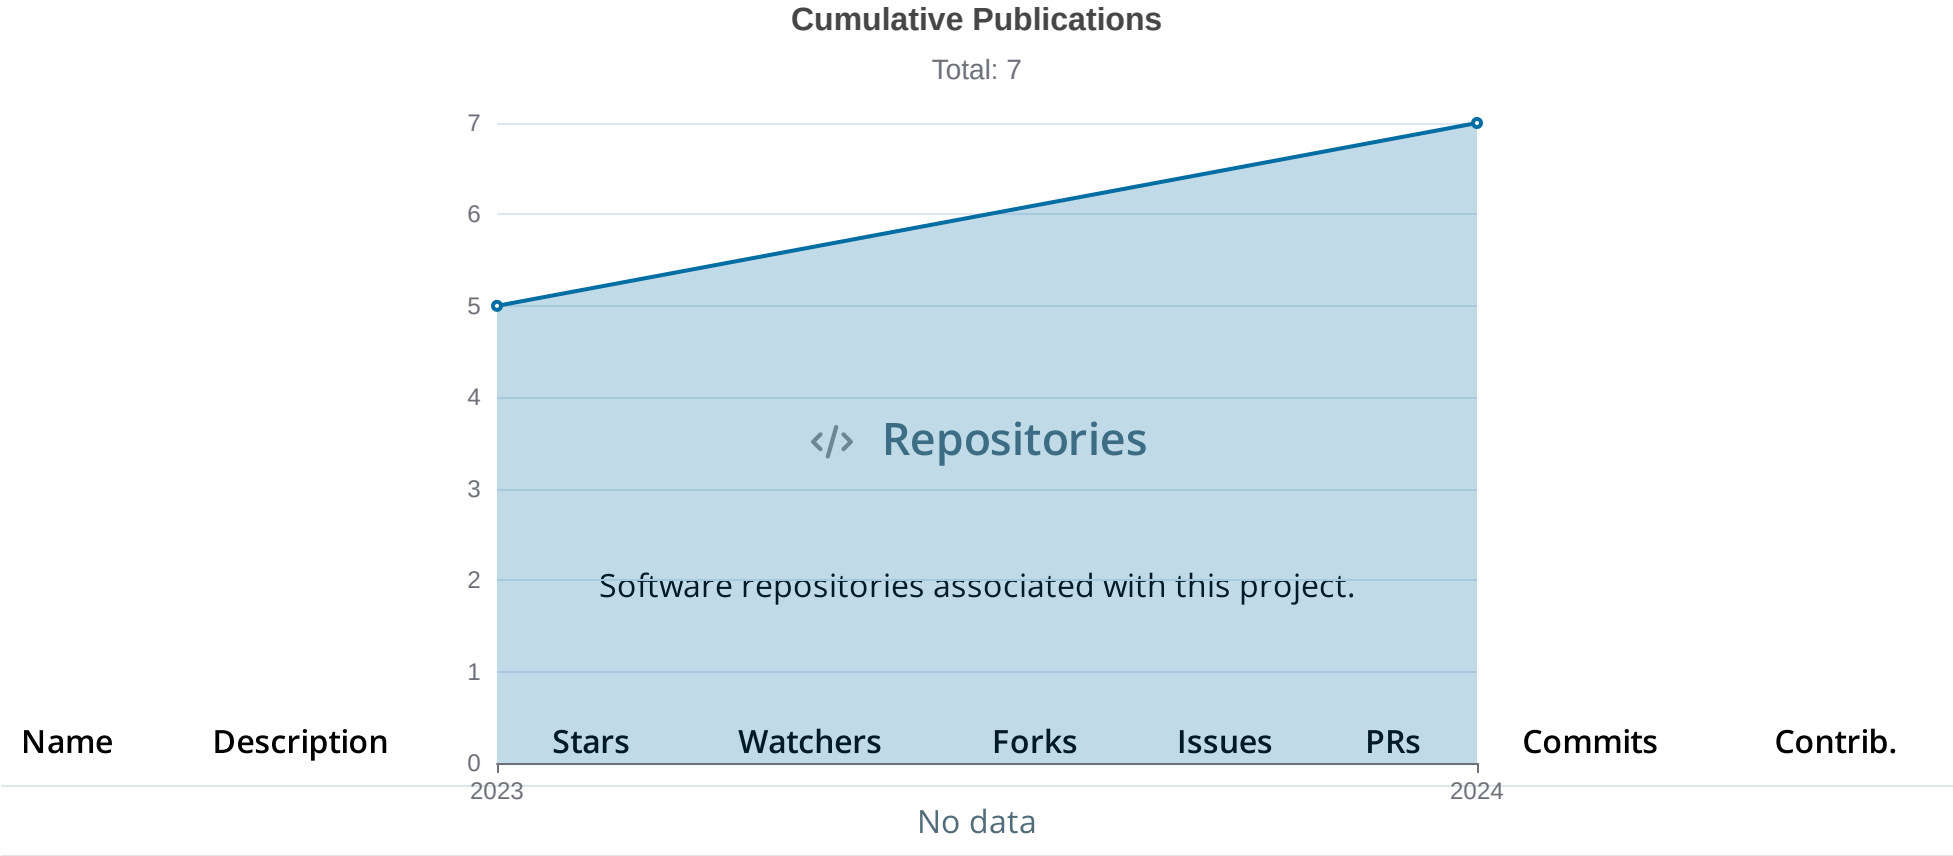 Cumulative Publications
Total: 7
7
6
5
4
</> Repositories
3
2
Software repositories associated with this project.
1
Name Description Stars Watchers Forks Issues PRs Commits Contrib.
0
2023 2024
No data